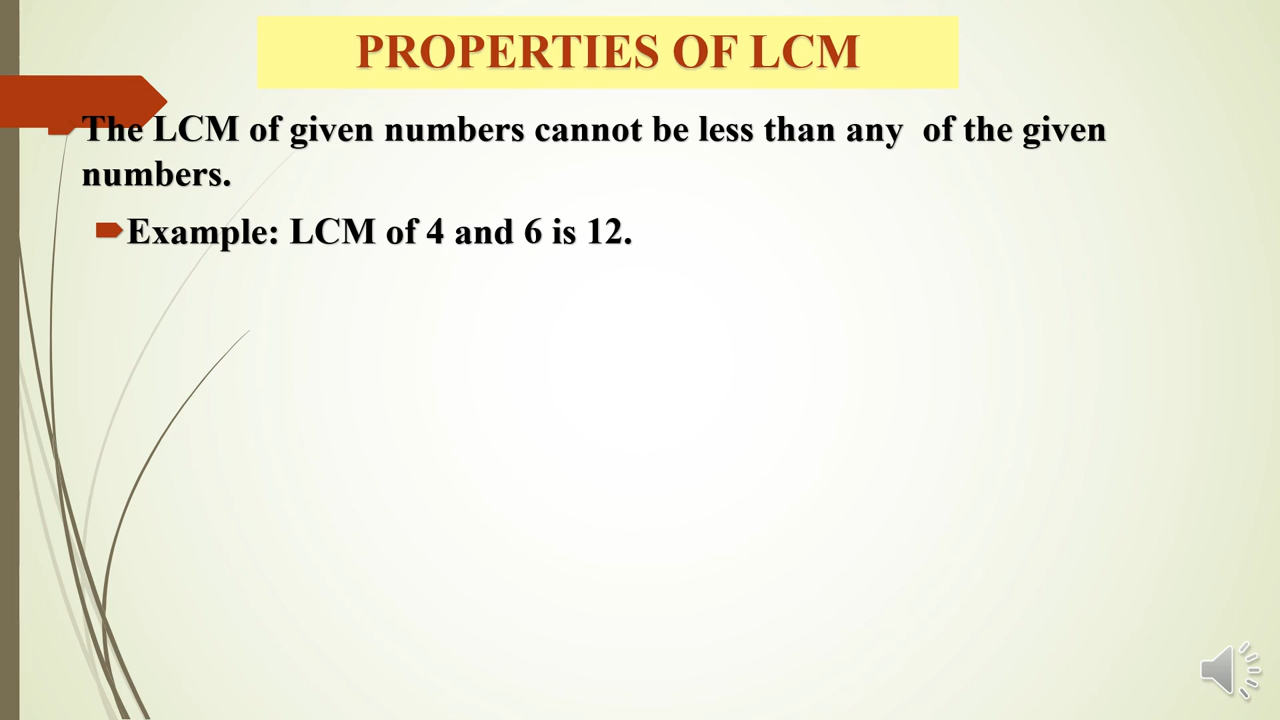 PROPERTIES OF LCM
The LCM of given numbers cannot be less than any of the given
numbers.
Example: LCM of 4 and 6 is 12.